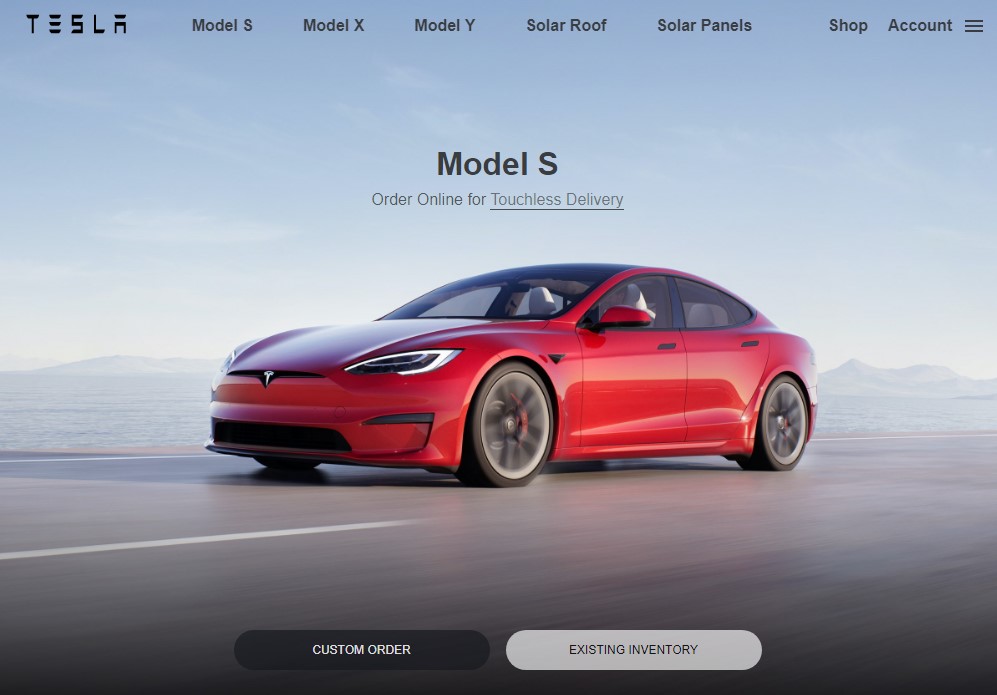 TESLA Model S Model X Model Y Solar Roof Solar Panels Shop Account
Model S
Order Online for Touchless Delivery
CUSTOM ORDER EXISTING INVENTORY